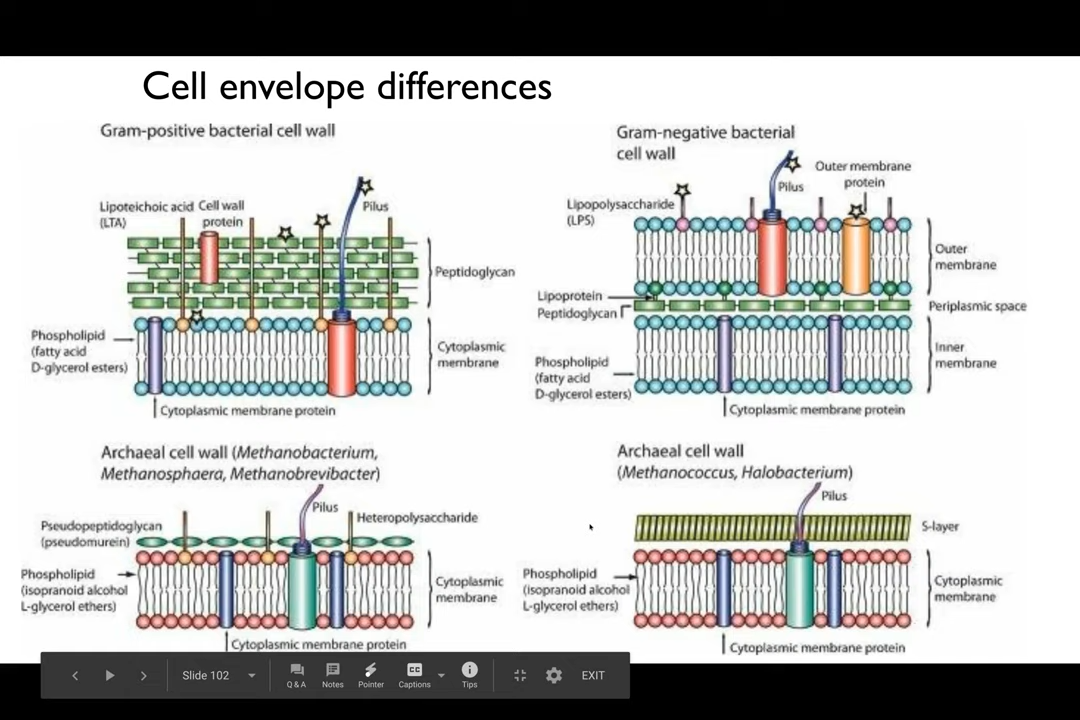 Cell envelope differences
Gram-positive bacterial cell wall
Lipoteichoic acid
(LTA)
Cell wall
protein
Pilus
Peptidoglycan
Phospholipid
(fatty acid
D-glycerol esters)
Cytoplasmic
membrane
Cytoplasmic membrane protein
Gram-negative bacterial
cell wall
Outer membrane
protein
Pilus
Lipopolysaccharide
(LPS)
Outer
membrane
Lipoprotein
Peptidoglycan
Periplasmic space
Phospholipid
(fatty acid
D-glycerol esters)
Inner
membrane
Cytoplasmic membrane protein
Archaeal cell wall (Methanobacterium,
Methanosphaera, Methanobrevibacter)
Pilus
Heteropolysaccharide
Pseudopeptidoglycan
(pseudomurein)
Phospholipid
(isopranoid alcohol
L-glycerol ethers)
Cytoplasmic
membrane
Cytoplasmic membrane protein
Archaeal cell wall
(Methanococcus, Halobacterium)
Pilus
S-layer
Phospholipid
(isopranoid alcohol
L-glycerol ethers)
Cytoplasmic
membrane
Cytoplasmic membrane protein
Slide 102
Q & A
Notes
Pointer
CC
Captions
Tips
EXIT